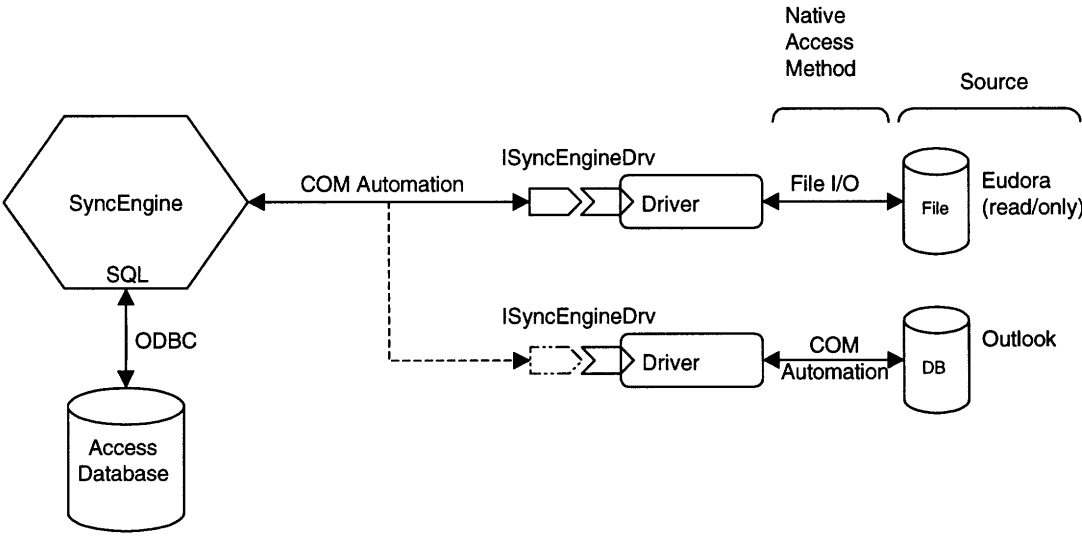 Native
Access
Method
Source
ISyncEngineDrv
COM Automation
File I/O
Eudora
(read/only)
SyncEngine
Driver
File
SQL
ISyncEngineDrv
ODBC
COM
Automation
Outlook
Driver
DB
Access
Database